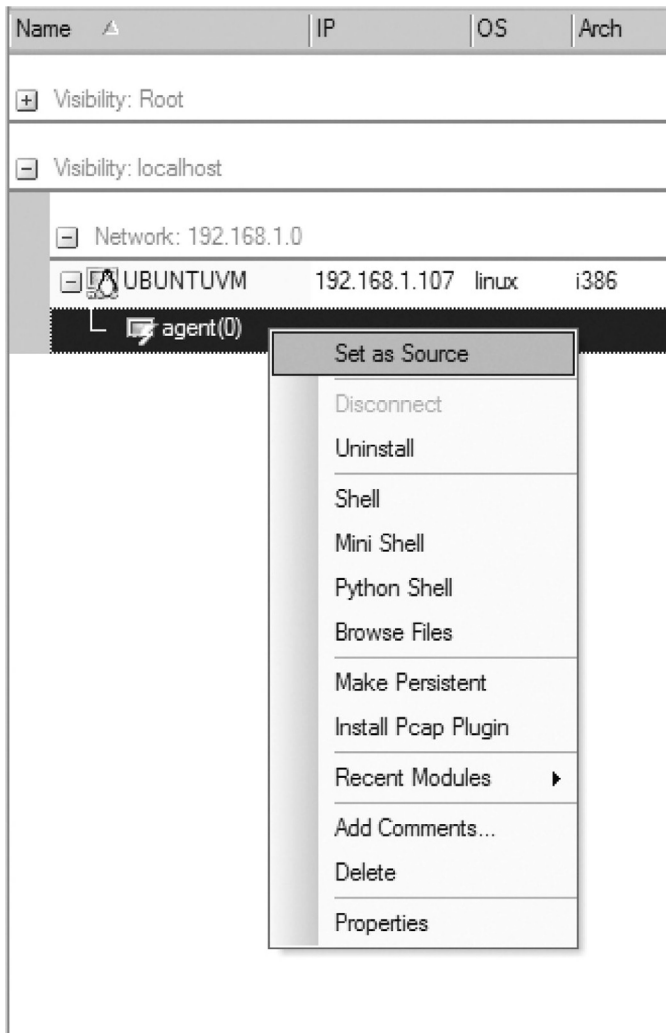 Name IP OS Arch
Visibility: Root
Visibility: localhost
Network: 192.168.1.0
UBUNTUVM 192.168.1.107 linux i386
agent(0)
Set as Source
Disconnect
Uninstall
Shell
Mini Shell
Python Shell
Browse Files
Make Persistent
Install Pcap Plugin
Recent Modules
Add Comments...
Delete
Properties